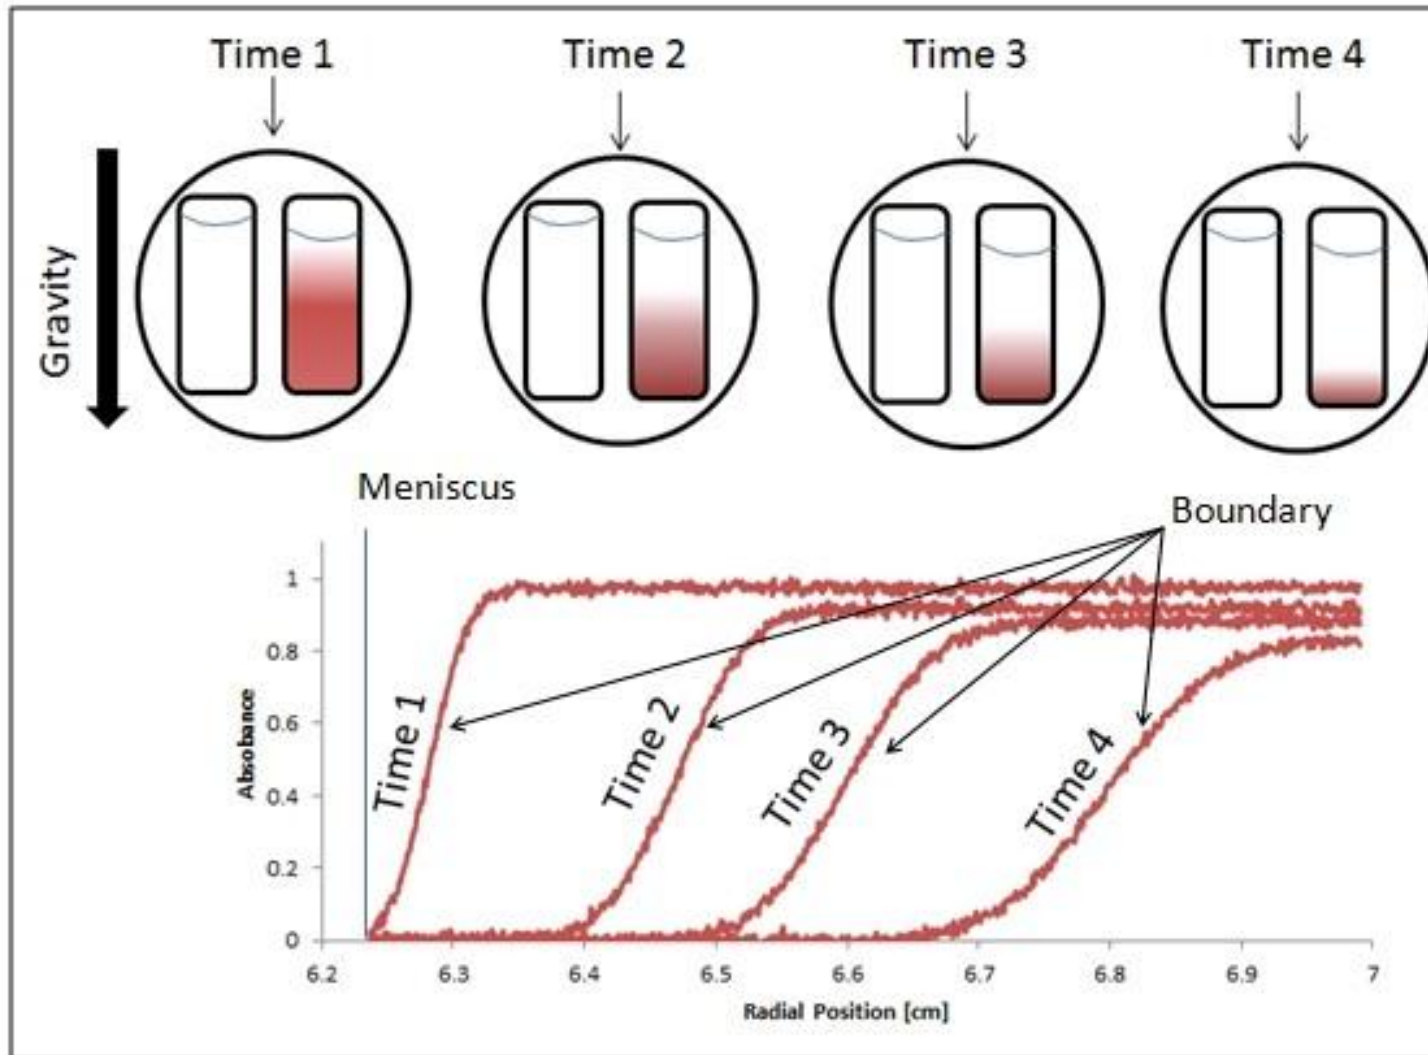 Time 1
Time 2
Time 3
Time 4
Gravity
Meniscus
Boundary
1
0.8
0.6
0.4
0.2
0
Absobance
Time 1
Time 2
Time 3
Time 4
6.2 6.3 6.4 6.5 6.6 6.7 6.8 6.9 7
Radial Position [cm]